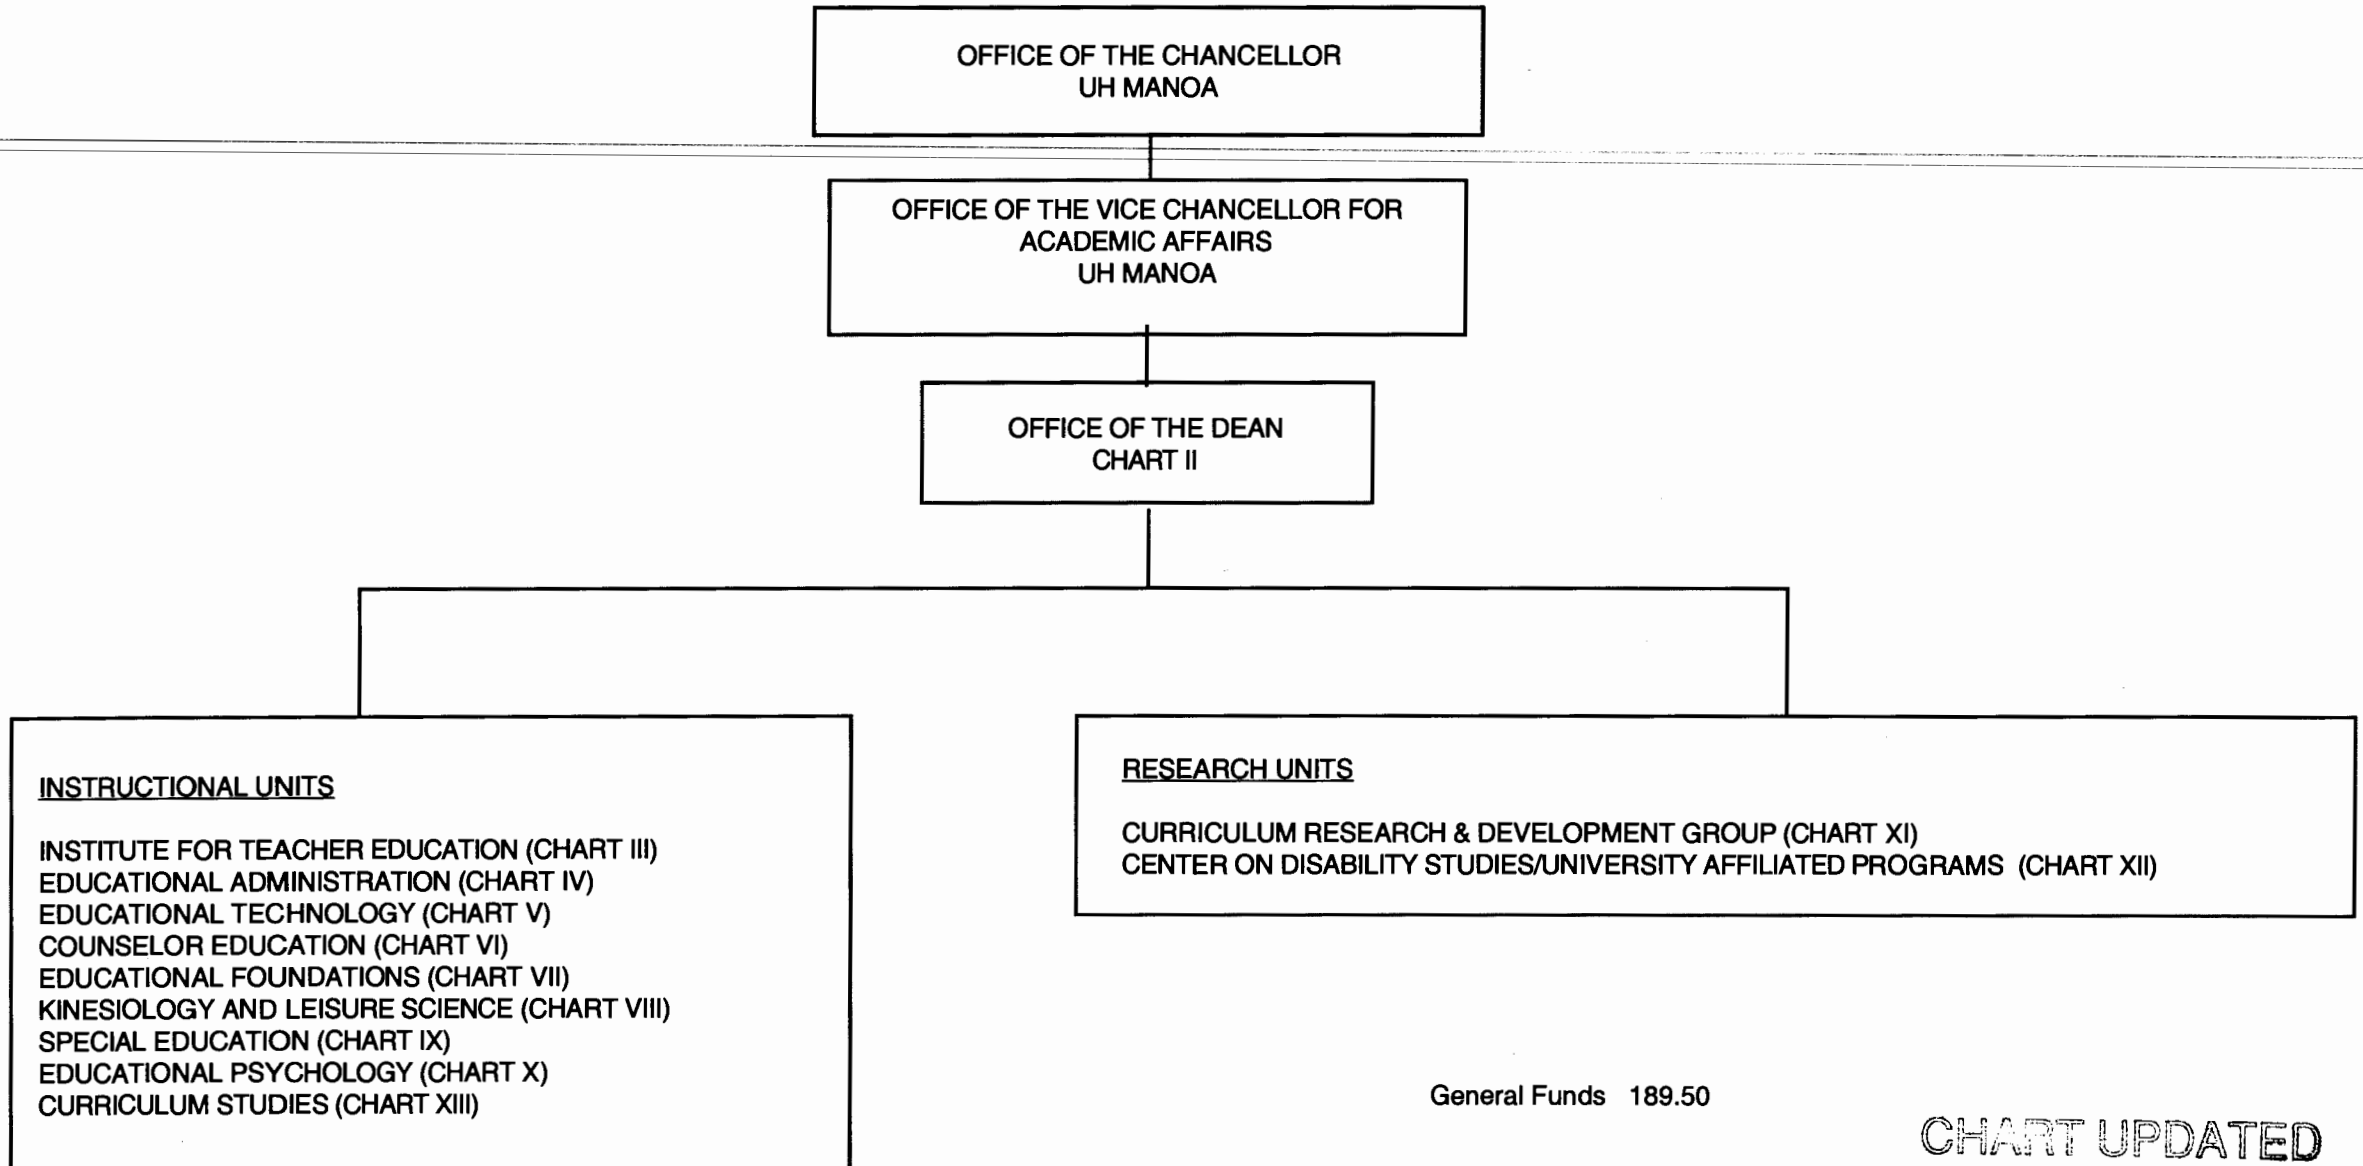 OFFICE OF THE CHANCELLOR
UH MANOA
OFFICE OF THE VICE CHANCELLOR FOR
ACADEMIC AFFAIRS
UH MANOA
OFFICE OF THE DEAN
CHART II
INSTRUCTIONAL UNITS
INSTITUTE FOR TEACHER EDUCATION (CHART III)
EDUCATIONAL ADMINISTRATION (CHART IV)
EDUCATIONAL TECHNOLOGY (CHART V)
COUNSELOR EDUCATION (CHART VI)
EDUCATIONAL FOUNDATIONS (CHART VII)
KINESIOLOGY AND LEISURE SCIENCE (CHART VIII)
SPECIAL EDUCATION (CHART IX)
EDUCATIONAL PSYCHOLOGY (CHART X)
CURRICULUM STUDIES (CHART XIII)
RESEARCH UNITS
CURRICULUM RESEARCH & DEVELOPMENT GROUP (CHART XI)
CENTER ON DISABILITY STUDIES/UNIVERSITY AFFILIATED PROGRAMS (CHART XII)
General Funds 189.50
CHART UPDATED